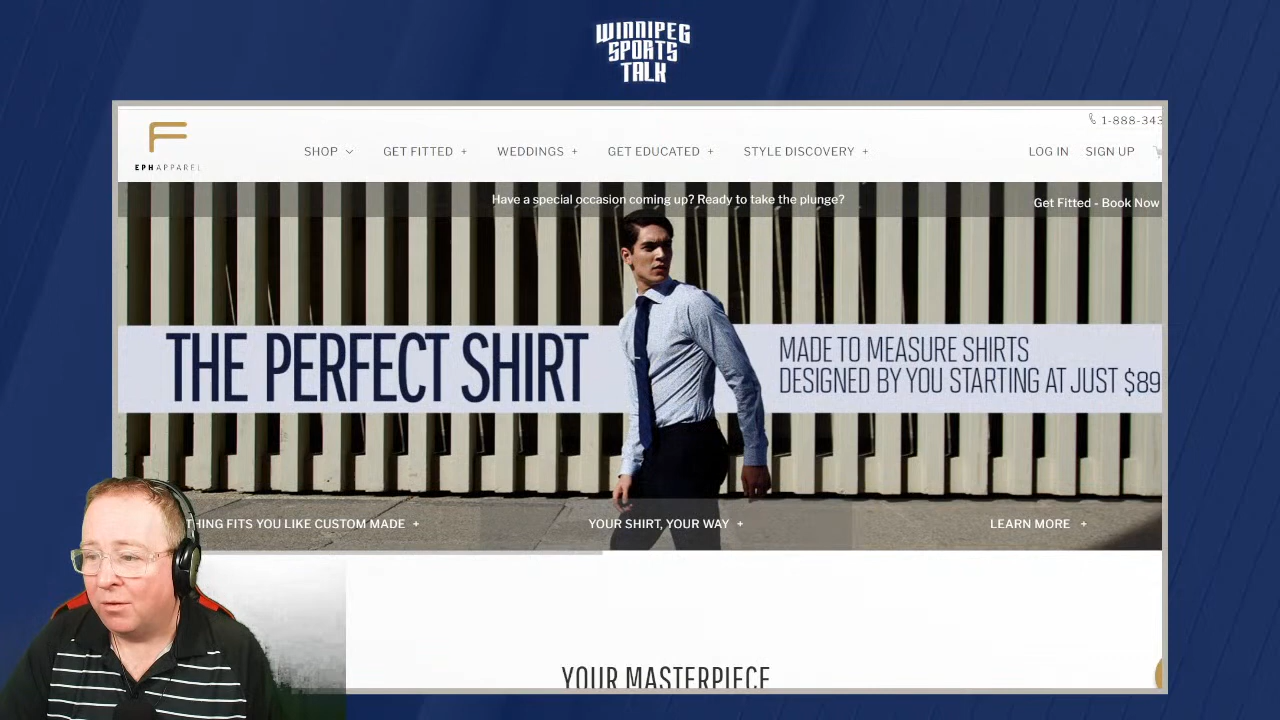 WINNIPEG
SPORTS
TALK
1-888-343
EPHAPPAREL
SHOP
GET FITTED +
WEDDINGS +
GET EDUCATED +
STYLE DISCOVERY +
LOG IN
SIGN UP
Have a special occasion coming up? Ready to take the plunge?
Get Fitted - Book Now
THE PERFECT SHIRT
MADE TO MEASURE SHIRTS
DESIGNED BY YOU STARTING AT JUST $89
THING FITS YOU LIKE CUSTOM MADE +
YOUR SHIRT, YOUR WAY +
LEARN MORE +
YOUR MASTERPIECE